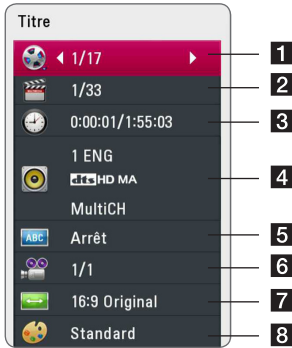 Titre
1/17
1
1/33
2
0:00:01/1:55:03
3
1 ENG
dts HD MA
MultiCH
4
ABC
Arrêt
5
1/1
6
16:9 Original
7
Standard
8